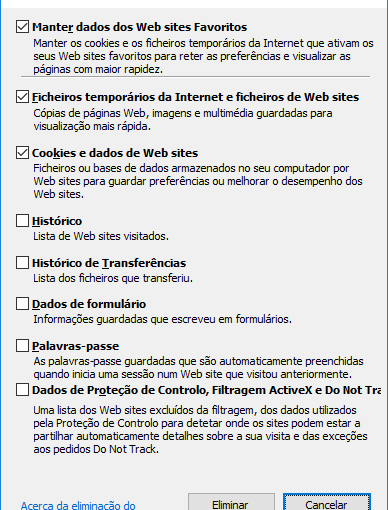 Manter dados dos Web sites Favoritos
Manter os cookies e os ficheiros temporários da Internet que ativam os
seus Web sites favoritos para reter as preferências e visualizar as
páginas com maior rapidez.
Ficheiros temporários da Internet e ficheiros de Web sites
Cópias de páginas Web, imagens e multimédia guardadas para
visualização mais rápida.
Cookies e dados de Web sites
Ficheiros ou bases de dados armazenados no seu computador por
Web sites para guardar preferências ou melhorar o desempenho dos
Web sites.
Histórico
Lista de Web sites visitados.
Histórico de Transferências
Lista dos ficheiros que transferiu.
Dados de formulário
Informações guardadas que escreveu em formulários.
Palavras-passe
As palavras-passe guardadas que são automaticamente preenchidas
quando inicia uma sessão num Web site que visitou anteriormente.
Dados de Proteção de Controlo, Filtragem ActiveX e Do Not Tra
Uma lista dos Web sites excluídos da filtragem, dos dados utilizados
pela Proteção de Controlo para detetar onde os sites podem estar a
partilhar automaticamente detalhes sobre a sua visita e das exceções
aos pedidos Do Not Track.
Acerca da eliminação do
Eliminar
Cancelar